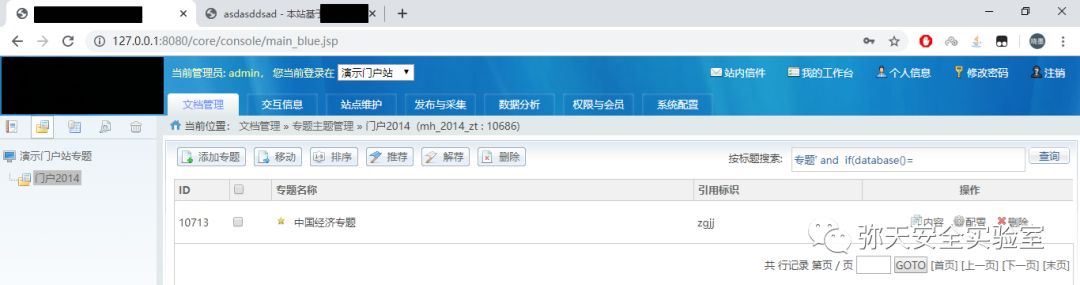 asdasddsad - 本站基于
127.0.0.1:8080/core/console/main_blue.jsp
当前管理员: admin， 您当前登录在 演示门户站 站内信件 我的工作台 个人信息 修改密码 注销
文档管理 交互信息 站点维护 发布与采集 数据分析 权限与会员 系统配置
当前位置： 文档管理 » 专题主题管理 » 门户2014 (mh_2014_zt : 10686)
演示门户站专题
门户2014
添加专题 移动 排序 推荐 解荐 删除 按标题搜索: 专题' and if(database()= 查询
ID 专题名称 引用标识 操作
10713 中国经济专题 zgjj 内容 配置 删除
弥天安全实验室
共 行记录 第页 / 页 GOTO [首页] [上一页] [下一页] [末页]